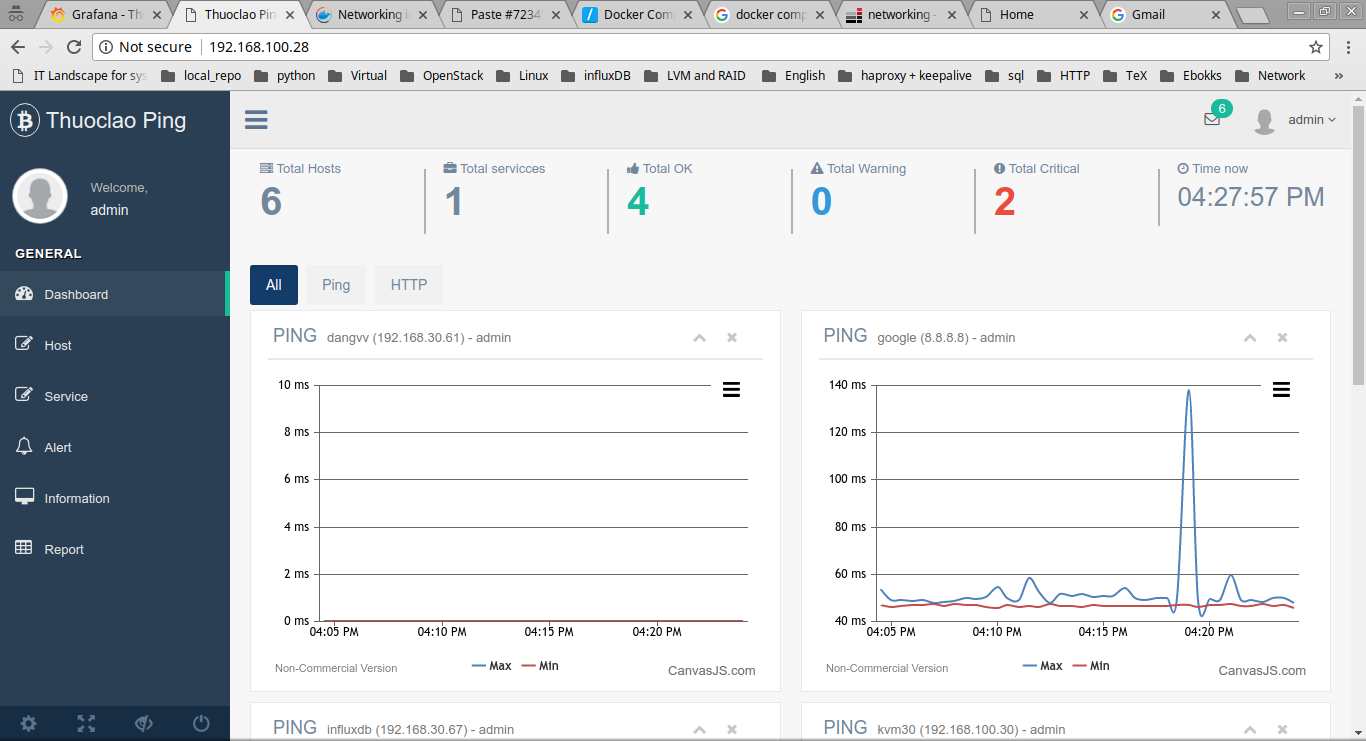 Grafana - Th
Thuoclao Pin
Networking i
Paste #7234
Docker Com
docker comp
networking -
Home
Gmail
Not secure
192.168.100.28
IT Landscape for sys
local_repo
python
Virtual
OpenStack
Linux
influxDB
LVM and RAID
English
haproxy + keepalive
sql
HTTP
TeX
Ebokks
Network
»
Thuoclao Ping
6
admin
Welcome,
admin
GENERAL
Dashboard
Host
Service
Alert
Information
Report
Total Hosts
6
Total servicces
1
Total OK
4
Total Warning
0
Total Critical
2
Time now
04:27:57 PM
All
Ping
HTTP
PING dangvv (192.168.30.61) - admin
10 ms
8 ms
6 ms
4 ms
2 ms
0 ms
04:05 PM 04:10 PM 04:15 PM 04:20 PM
Max Min
Non-Commercial Version
CanvasJS.com
PING google (8.8.8.8) - admin
140 ms
120 ms
100 ms
80 ms
60 ms
40 ms
04:05 PM 04:10 PM 04:15 PM 04:20 PM
Max Min
Non-Commercial Version
CanvasJS.com
PING influxdb (192.168.30.67) - admin
PING kvm30 (192.168.100.30) - admin